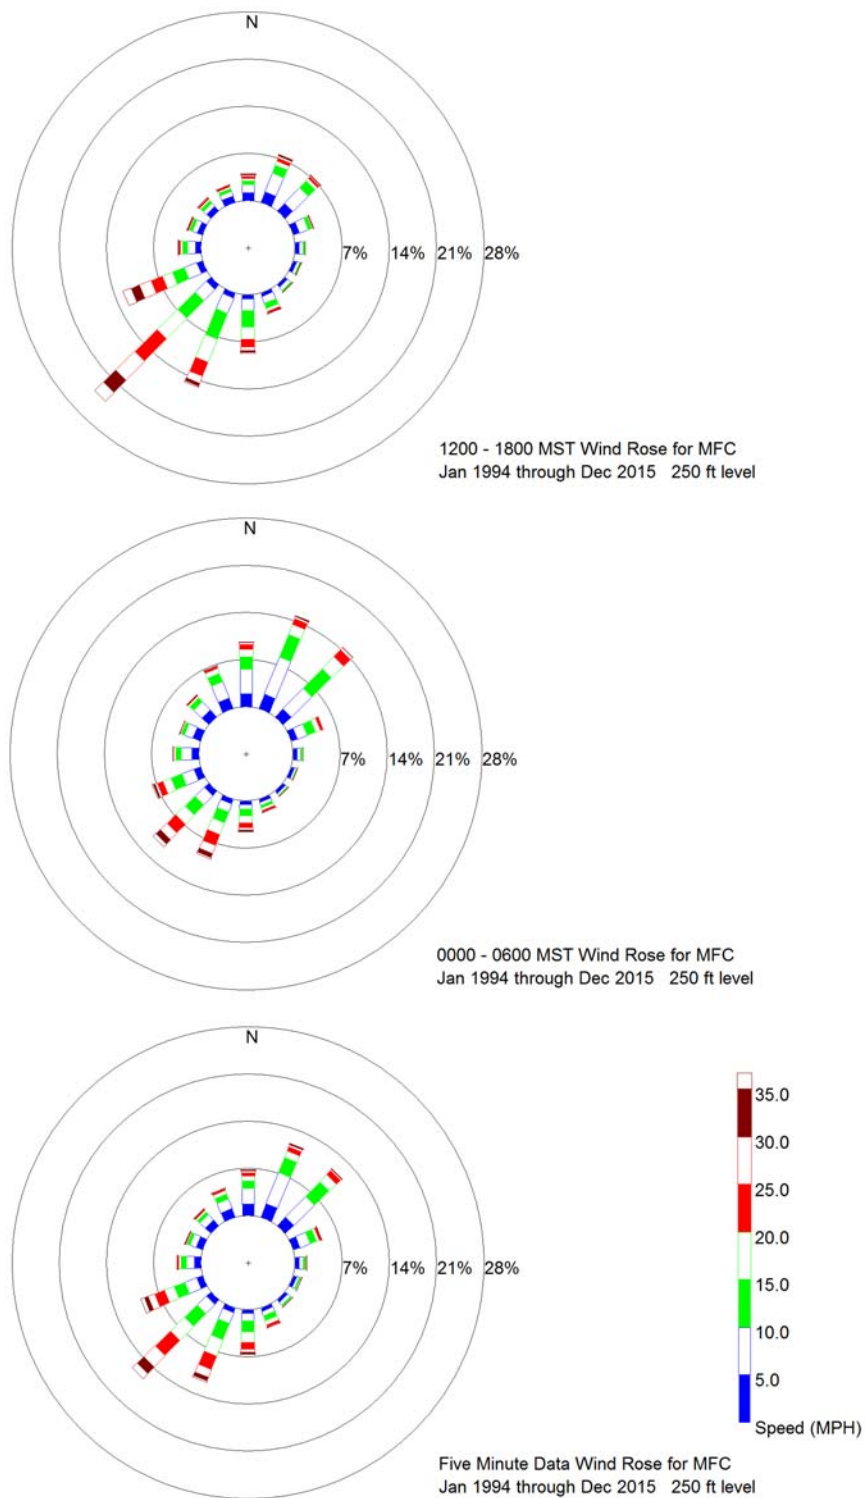 N
7% 14% 21% 28%
1200 - 1800 MST Wind Rose for MFC
Jan 1994 through Dec 2015 250 ft level
N
7% 14% 21% 28%
0000 - 0600 MST Wind Rose for MFC
Jan 1994 through Dec 2015 250 ft level
N
7% 14% 21% 28%
35.0
30.0
25.0
20.0
15.0
10.0
5.0
Speed (MPH)
Five Minute Data Wind Rose for MFC
Jan 1994 through Dec 2015 250 ft level